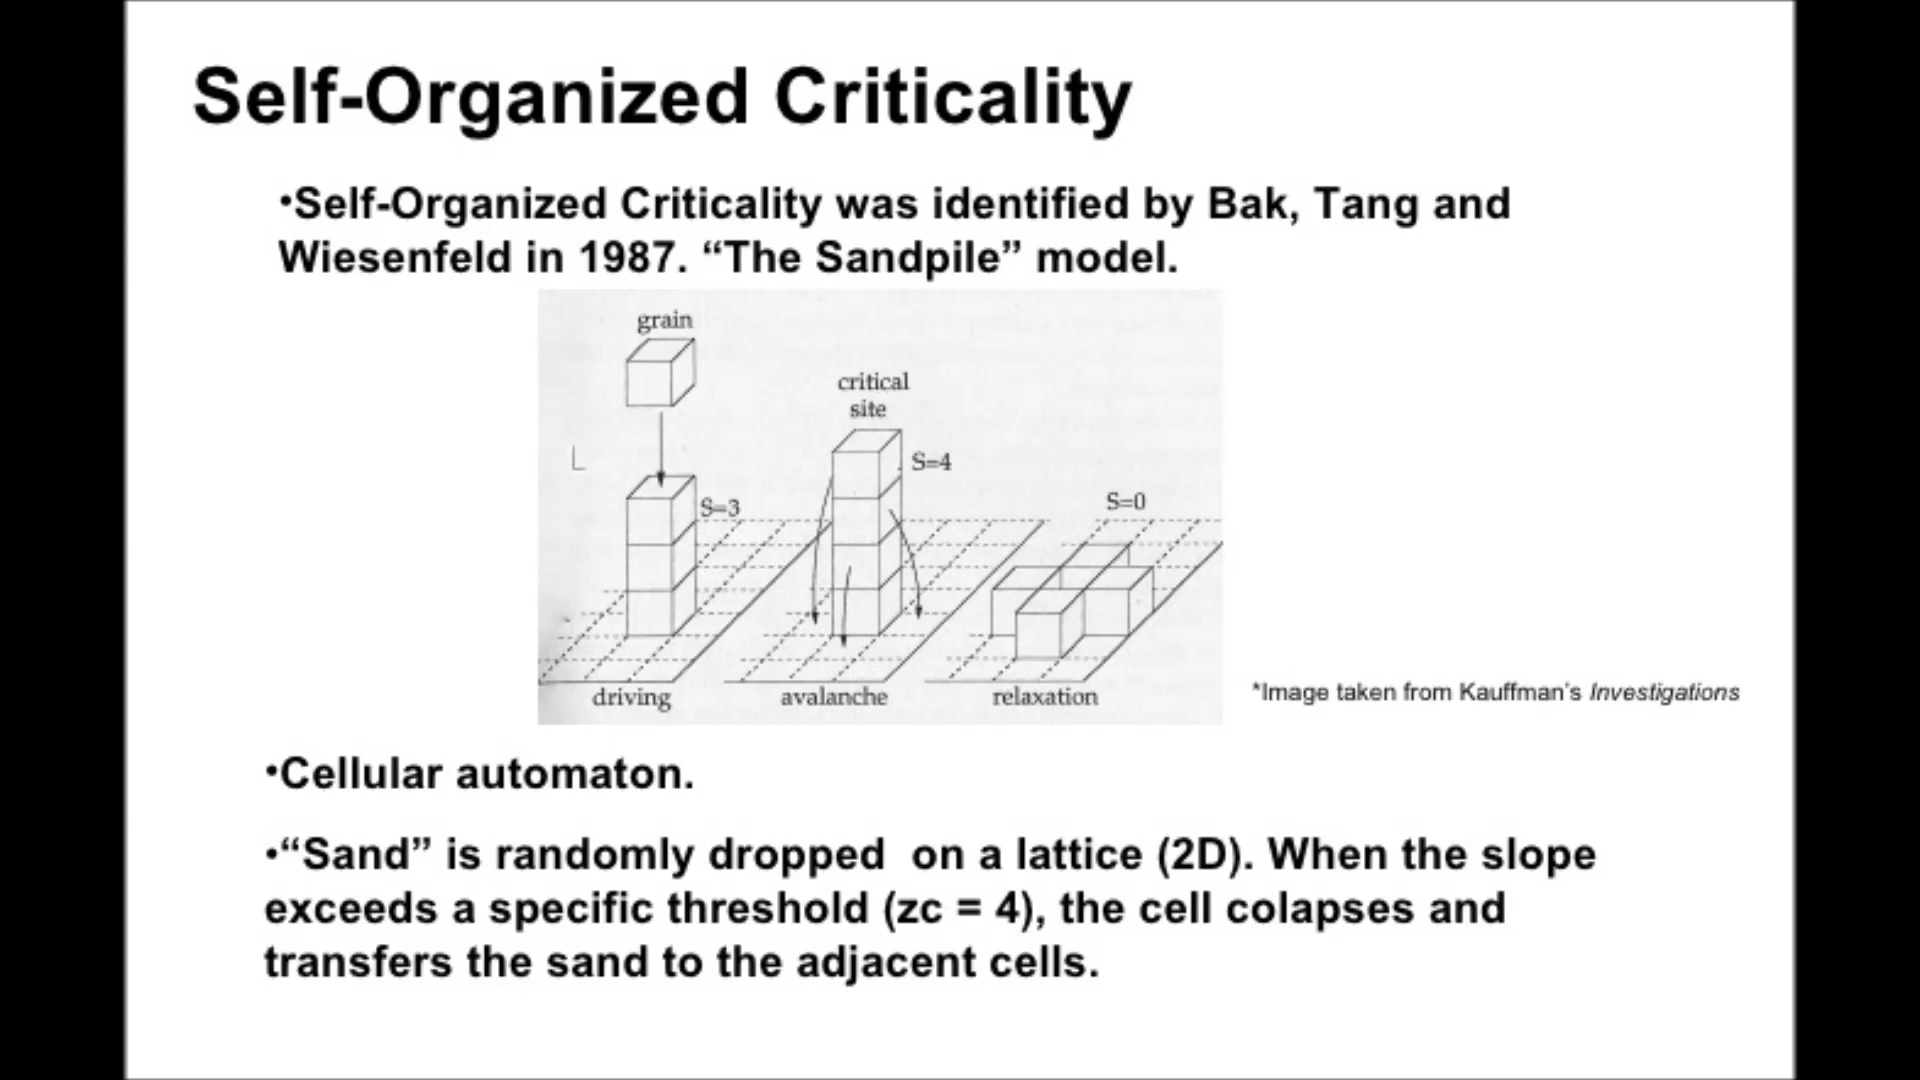 Self-Organized Criticality
•Self-Organized Criticality was identified by Bak, Tang and
Wiesenfeld in 1987. “The Sandpile” model.
grain
critical
site
L
S=4
S=3
S=0
driving
avalanche
relaxation
*Image taken from Kauffman’s Investigations
•Cellular automaton.
•“Sand” is randomly dropped  on a lattice (2D). When the slope
exceeds a specific threshold (zc = 4), the cell colapses and
transfers the sand to the adjacent cells.